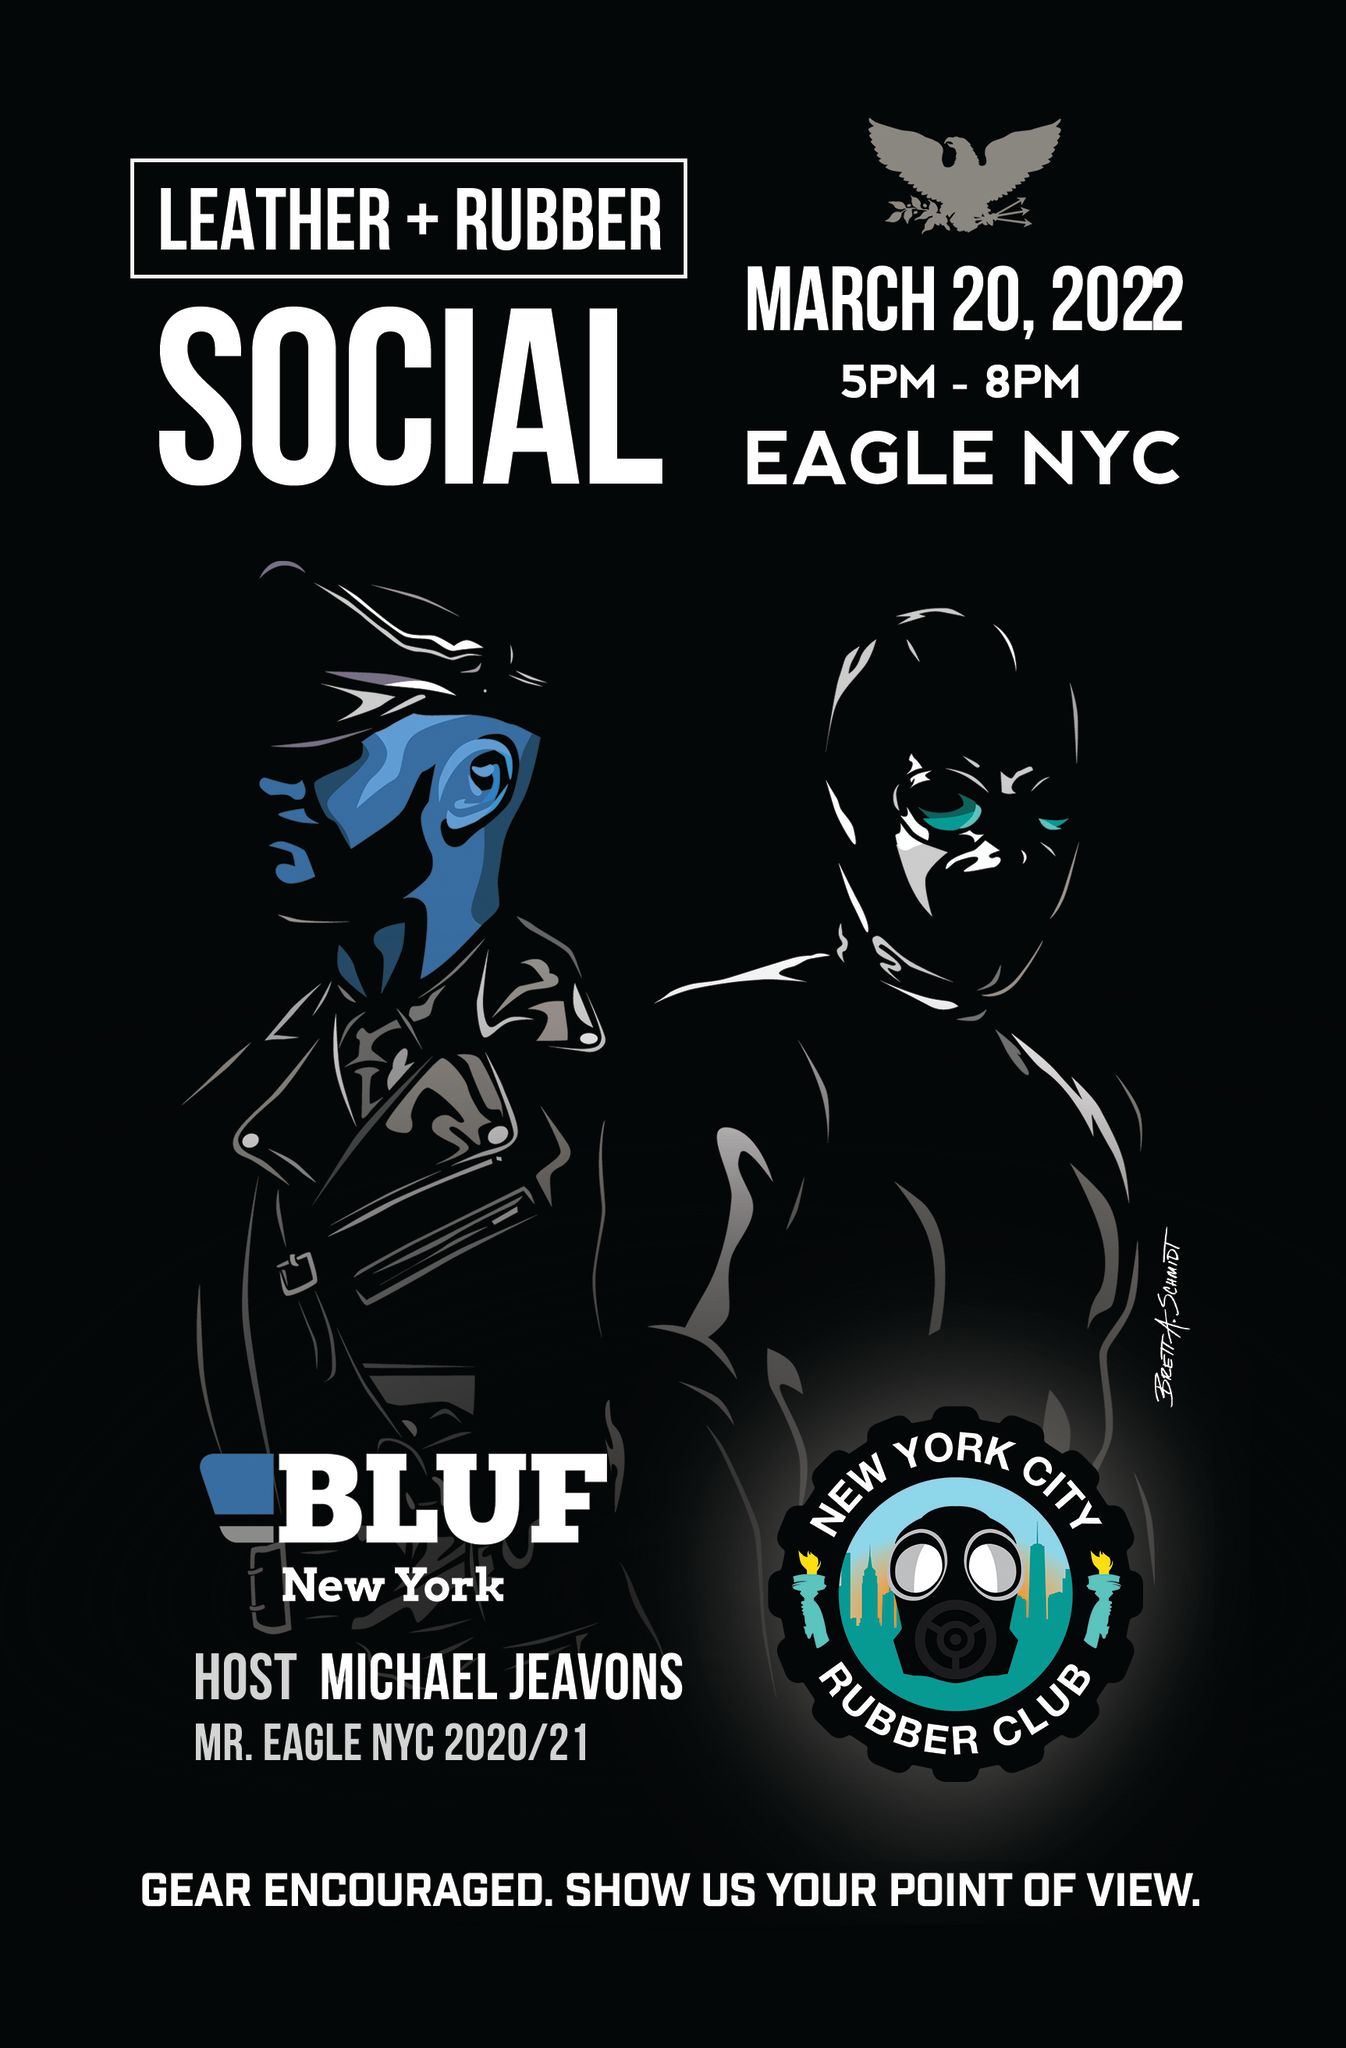 LEATHER + RUBBER
SOCIAL
MARCH 20, 2022
5PM - 8PM
EAGLE NYC
BRETT A. SCHMIDT
BLUF
New York
HOST MICHAEL JEAVONS
MR. EAGLE NYC 2020/21
NEW YORK CITY
RUBBER CLUB
GEAR ENCOURAGED. SHOW US YOUR POINT OF VIEW.